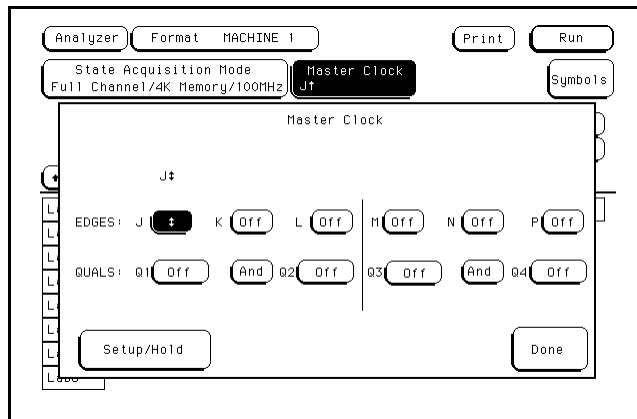 Analyzer Format MACHINE 1 Print Run
State Acquisition Mode
Full Channel/4K Memory/100MHz
Master Clock
J↑
Symbols
Master Clock
J↕
EDGES: J ↕ K Off L Off M Off N Off P Off
QUALS: Q1 Off And Q2 Off Q3 Off And Q4 Off
Setup/Hold Done